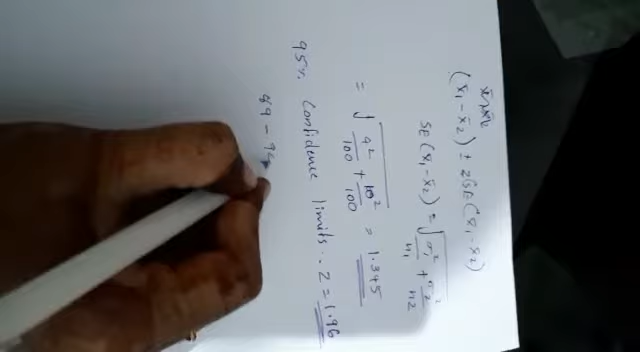 (x̄₁ - x̄₂) ± z SE(x̄₁ - x̄₂)
SE(x̄₁ - x̄₂) = √(σ₁²/n₁ + σ₂²/n₂)
= √(9²/100 + 10²/100) = 1.345
95% Confidence limits. Z = 1.96